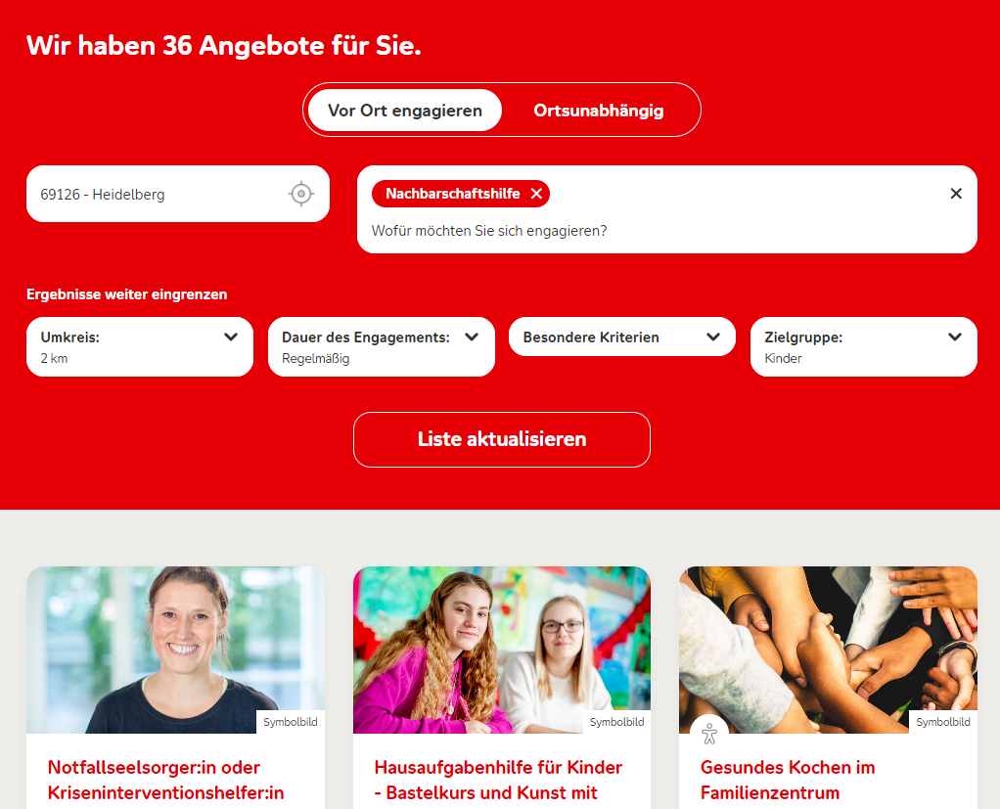 Wir haben 36 Angebote für Sie.
Vor Ort engagieren
Ortsunabhängig
69126 - Heidelberg
Nachbarschaftshilfe
Wofür möchten Sie sich engagieren?
Ergebnisse weiter eingrenzen
Umkreis:
2 km
Dauer des Engagements:
Regelmäßig
Besondere Kriterien
Zielgruppe:
Kinder
Liste aktualisieren
Symbolbild
Notfallseelsorger:in oder
Kriseninterventionshelfer:in
Symbolbild
Hausaufgabenhilfe für Kinder
- Bastelkurs und Kunst mit
Symbolbild
Gesundes Kochen im
Familienzentrum